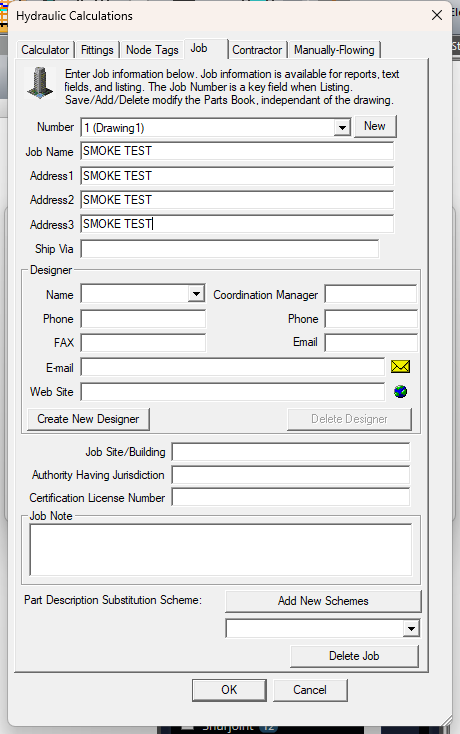 Hydraulic Calculations
Calculator Fittings Node Tags Job Contractor Manually-Flowing
Enter Job information below. Job information is available for reports, text
fields, and listing. The Job Number is a key field when Listing.
Save/Add/Delete modify the Parts Book, independant of the drawing.
Number 1 (Drawing1) New
Job Name SMOKE TEST
Address1 SMOKE TEST
Address2 SMOKE TEST
Address3 SMOKE TEST
Ship Via
Designer
Name Coordination Manager
Phone Phone
FAX Email
E-mail
Web Site
Create New Designer Delete Designer
Job Site/Building
Authority Having Jurisdiction
Certification License Number
Job Note
Part Description Substitution Scheme: Add New Schemes
Delete Job
OK Cancel
12